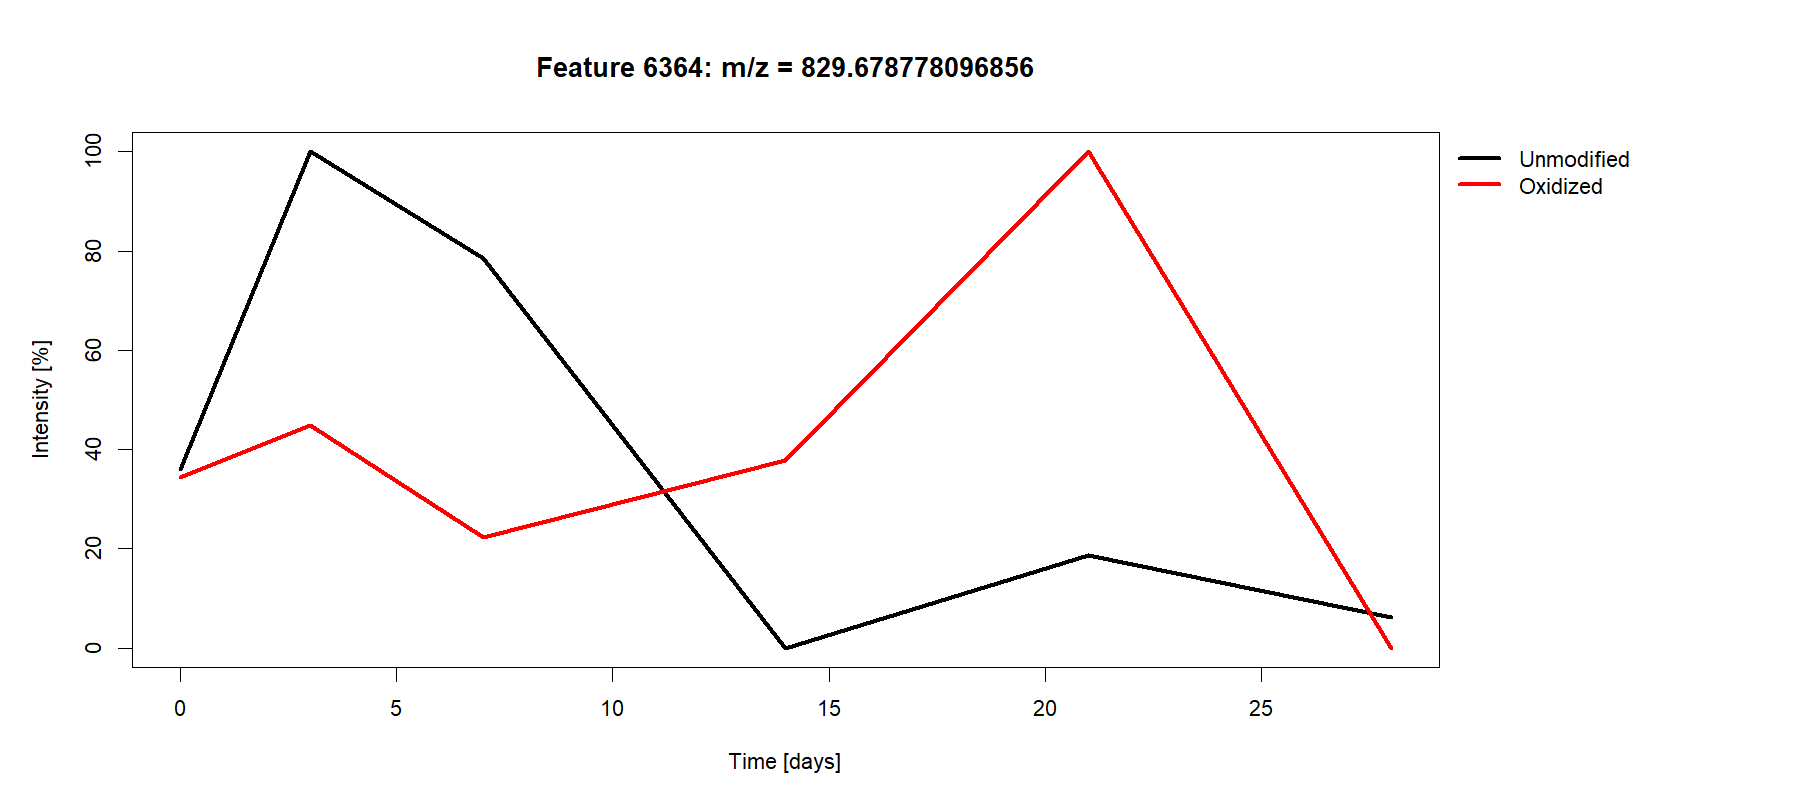 Feature 6364: m/z = 829.678778096856
Unmodified
Oxidized
100
80
60
40
20
0
Intensity [%]
0 5 10 15 20 25
Time [days]